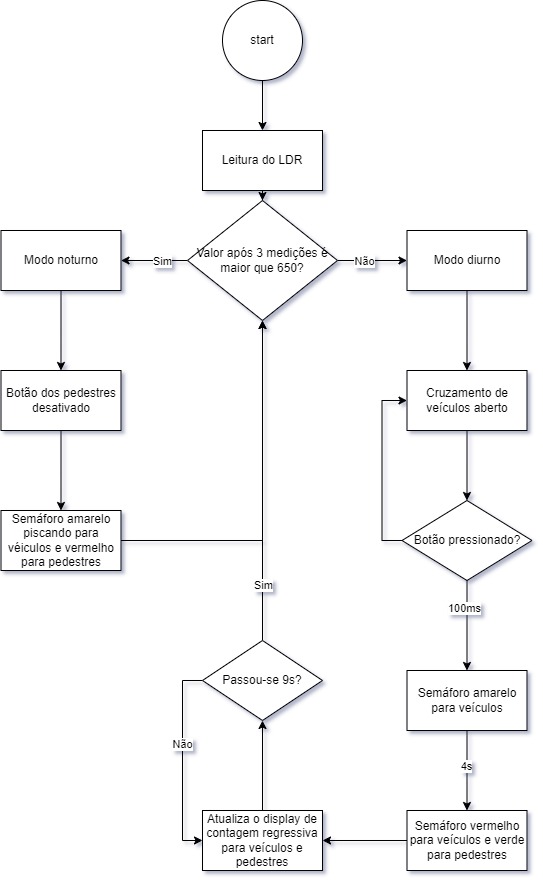 start
Leitura do LDR
Valor após 3 medições é
maior que 650?
Sim
Não
Modo noturno
Modo diurno
Botão dos pedestres
desativado
Cruzamento de
veículos aberto
Semáforo amarelo
piscando para
véiculos e vermelho
para pedestres
Botão pressionado?
Sim
100ms
Passou-se 9s?
Semáforo amarelo
para veículos
Não
4s
Atualiza o display de
contagem regressiva
para veículos e
pedestres
Semáforo vermelho
para veículos e verde
para pedestres